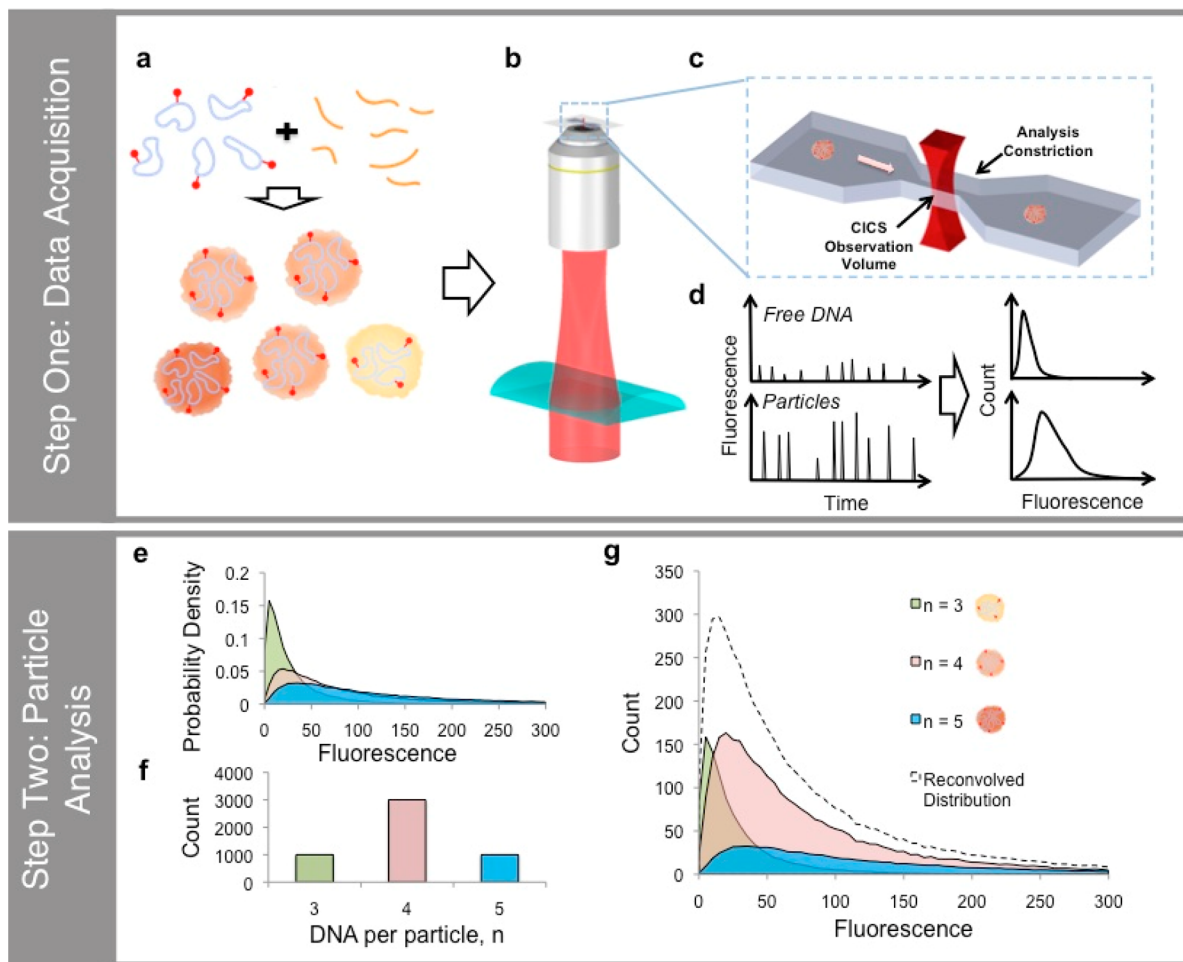 Step One: Data Acquisition
a
+
b
c
Analysis
Constriction
CICS
Observation
Volume
d
Free DNA
Particles
Fluorescence
Time
Count
Fluorescence
Step Two: Particle
Analysis
e
Probability Density
0.2
0.15
0.1
0.05
0
0 50 100 150 200 250 300
Fluorescence
f
Count
4000
3000
2000
1000
0
3 4 5
DNA per particle, n
g
Count
350
300
250
200
150
100
50
0
0 50 100 150 200 250 300
Fluorescence
n = 3
n = 4
n = 5
Reconvolved
Distribution